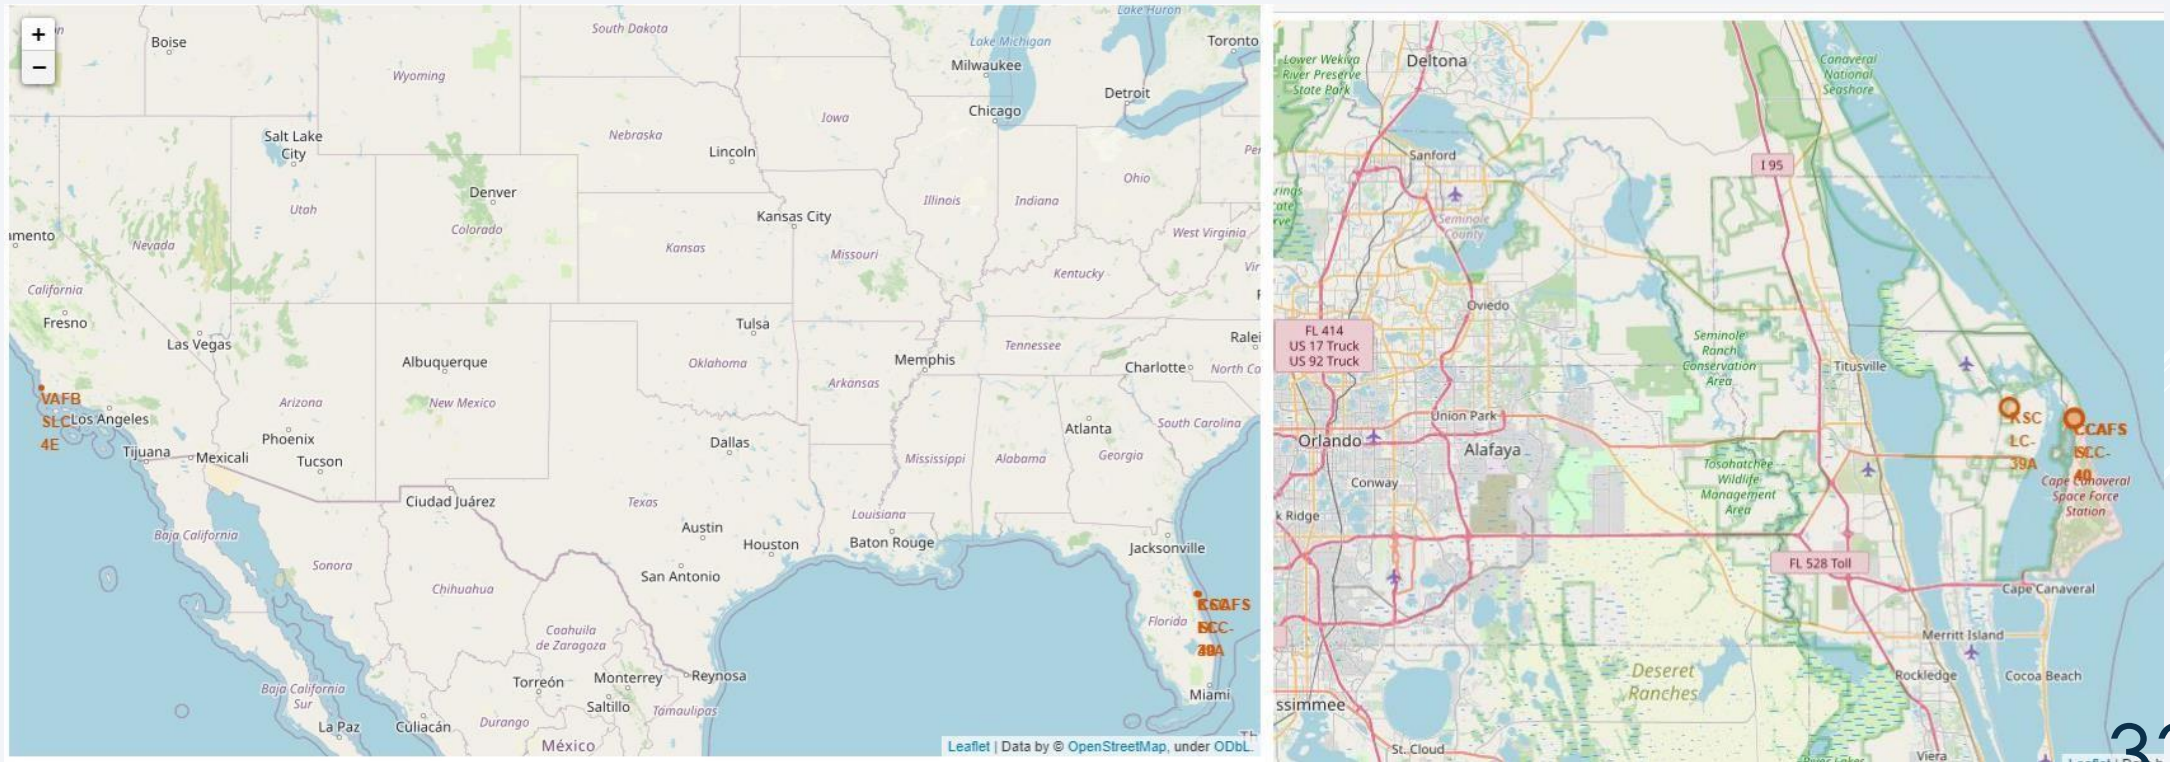 +
−
Boise
South Dakota
Lake Huron
Lake Michigan
Toronto
Milwaukee
Wyoming
Detroit
Chicago
Iowa
Salt Lake
City
Nebraska
Lincoln
Denver
Ohio
Utah
Illinois
Indiana
Colorado
Kansas City
Nevada
Kansas
Missouri
West Virginia
Kentucky
California
Fresno
Las Vegas
Tulsa
Albuquerque
Oklahoma
Memphis
Tennessee
Charlotte
Arkansas
VAFB
SLC-
4E
Los Angeles
Arizona
New Mexico
Phoenix
Tucson
Tijuana
Mexicali
Dallas
Atlanta
South Carolina
Mississippi
Alabama
Georgia
Ciudad Juárez
Texas
Louisiana
Austin
Houston
Baton Rouge
Jacksonville
Baja California
Sonora
Chihuahua
San Antonio
CCAFS
Florida
Coahuila
de Zaragoza
Torreón
Monterrey
Reynosa
Saltillo
Miami
Baja California
Sur
La Paz
Culiacán
Durango
Tamaulipas
México
Leaflet | Data by © OpenStreetMap, under ODbL.
Lower Wekiva
River Preserve
State Park
Deltona
Canaveral
National
Seashore
Sanford
I 95
Seminole
County
Oviedo
FL 414
US 17 Truck
US 92 Truck
Seminole
Ranch
Conservation
Area
Titusville
Union Park
Orlando
Alafaya
KSC
LC-
39A
CCAFS
SLC-
40
Conway
Tosohatchee
Wildlife
Management
Area
Cape Canaveral
Space Force
Station
k Ridge
FL 528 Toll
Cape Canaveral
Merritt Island
Deseret
Ranches
Rockledge
Cocoa Beach
ssimmee
St. Cloud
Viera